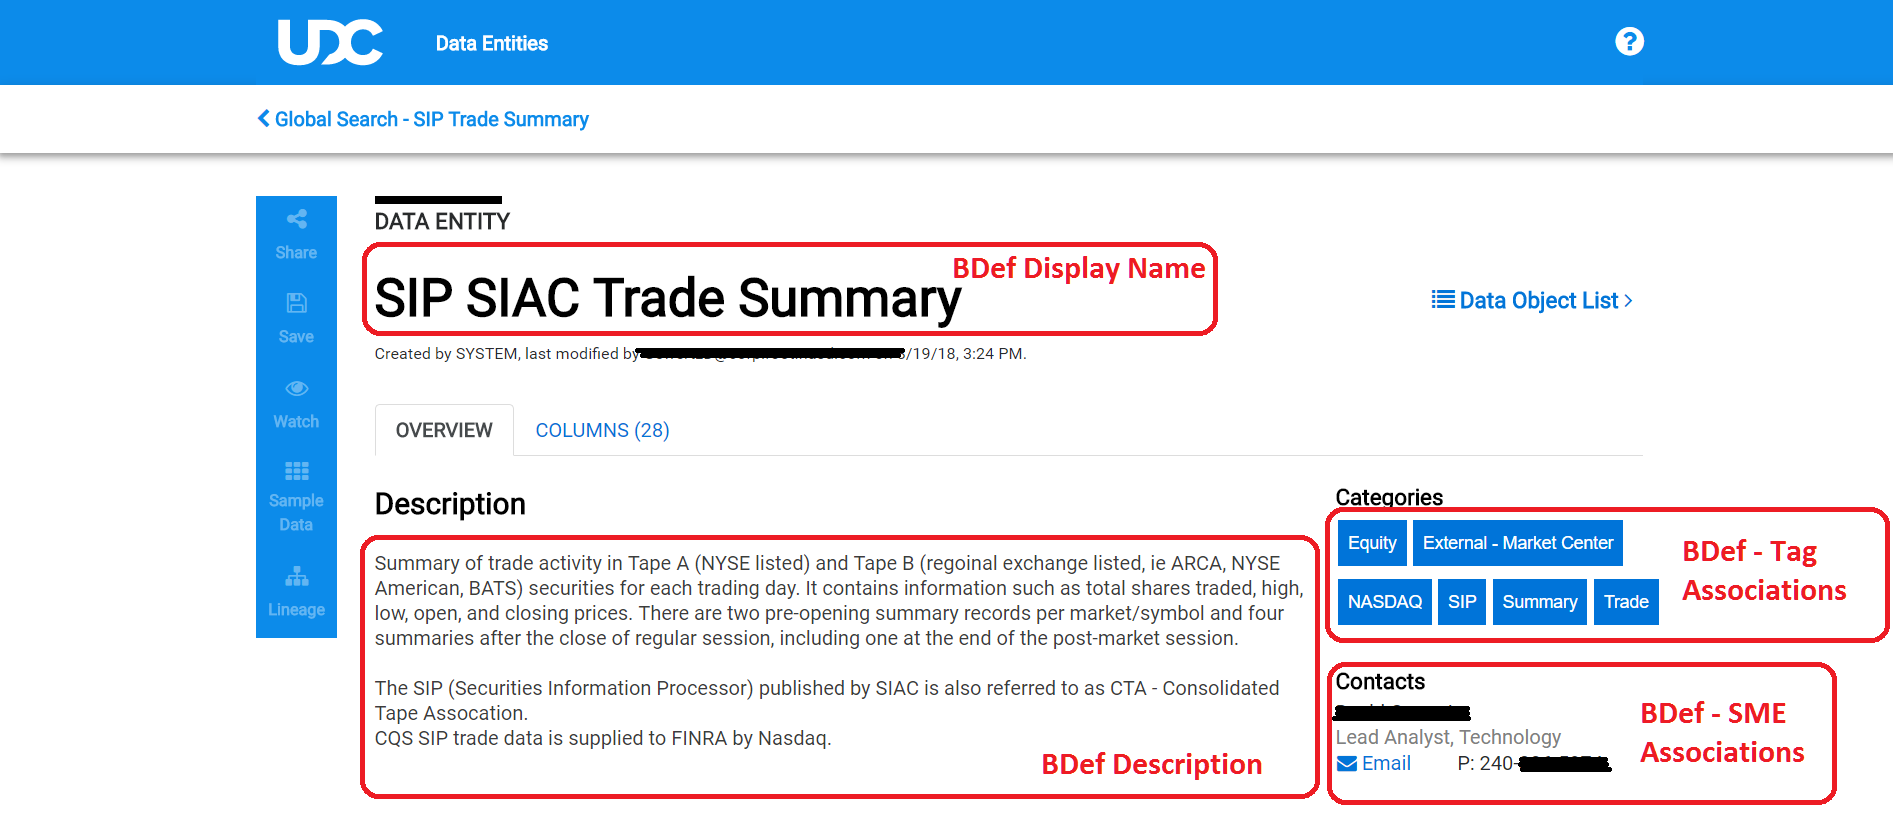 UDC
Data Entities
?
Global Search - SIP Trade Summary
Share
Save
Watch
Sample
Data
Lineage
DATA ENTITY
BDef Display Name
SIP SIAC Trade Summary
Data Object List
Created by SYSTEM, last modified by /19/18, 3:24 PM.
OVERVIEW
COLUMNS (28)
Description
Summary of trade activity in Tape A (NYSE listed) and Tape B (regoinal exchange listed, ie ARCA, NYSE
American, BATS) securities for each trading day. It contains information such as total shares traded, high,
low, open, and closing prices. There are two pre-opening summary records per market/symbol and four
summaries after the close of regular session, including one at the end of the post-market session.
The SIP (Securities Information Processor) published by SIAC is also referred to as CTA - Consolidated
Tape Assocation.
CQS SIP trade data is supplied to FINRA by Nasdaq.
BDef Description
Categories
Equity
External - Market Center
NASDAQ
SIP
Summary
Trade
BDef - Tag
Associations
Contacts
Lead Analyst, Technology
Email
P: 240-
BDef - SME
Associations